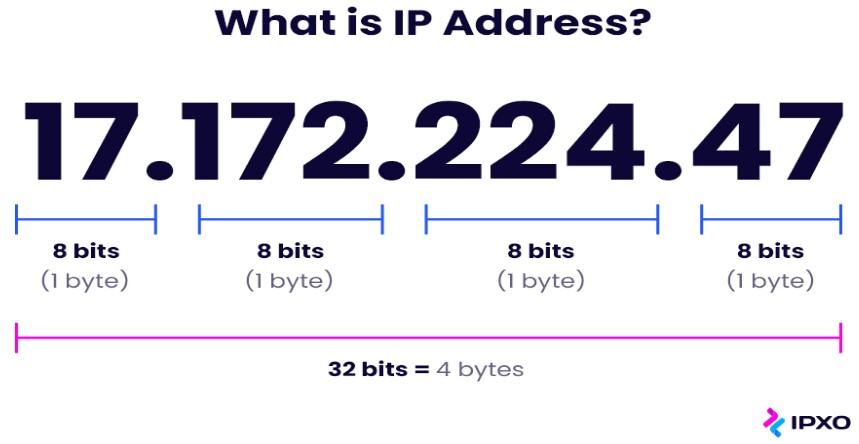 What is IP Address?
17.172.224.47
8 bits 8 bits 8 bits 8 bits
(1 byte) (1 byte) (1 byte) (1 byte)
32 bits = 4 bytes
IPXO